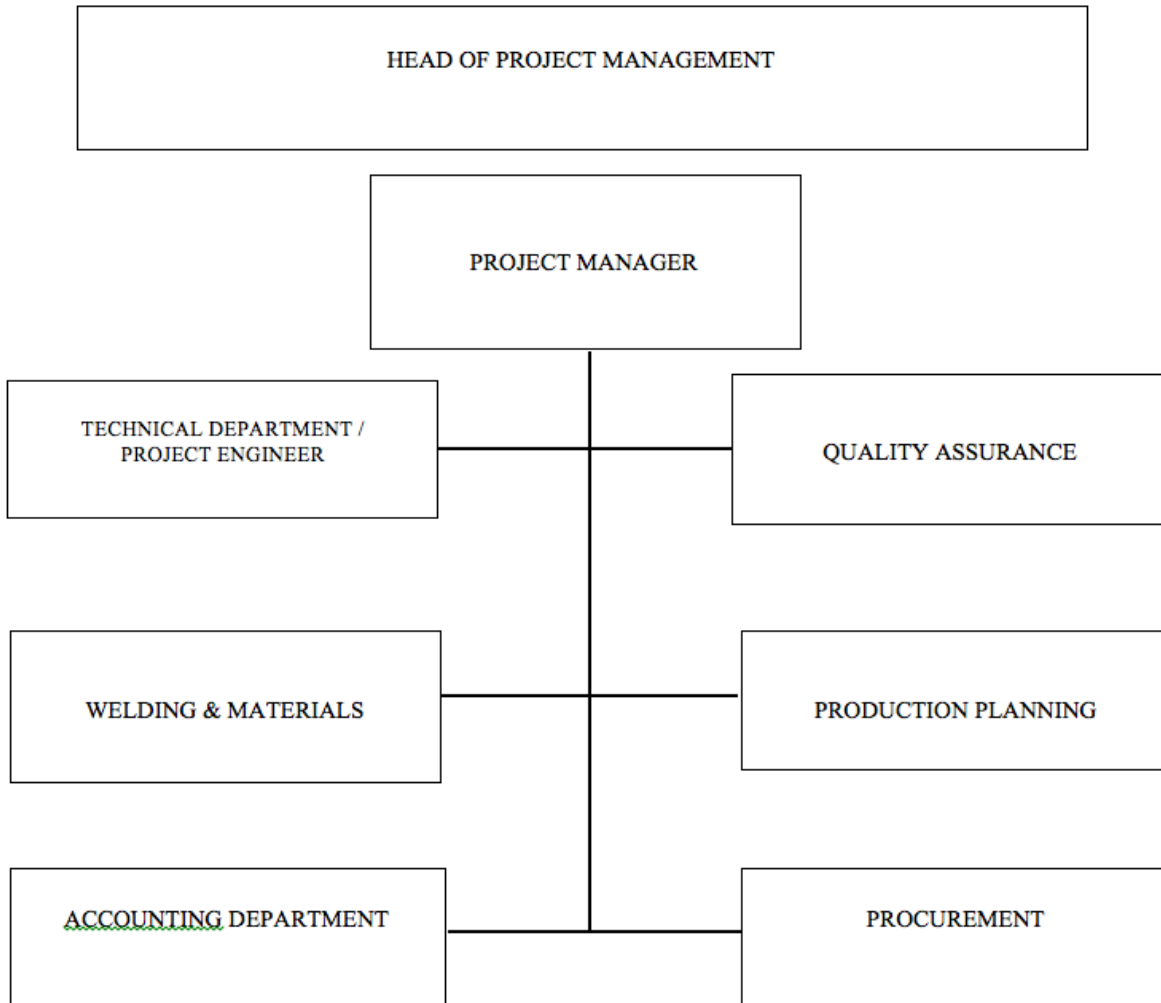 HEAD OF PROJECT MANAGEMENT
PROJECT MANAGER
TECHNICAL DEPARTMENT /
PROJECT ENGINEER
QUALITY ASSURANCE
WELDING & MATERIALS
PRODUCTION PLANNING
ACCOUNTING DEPARTMENT
PROCUREMENT